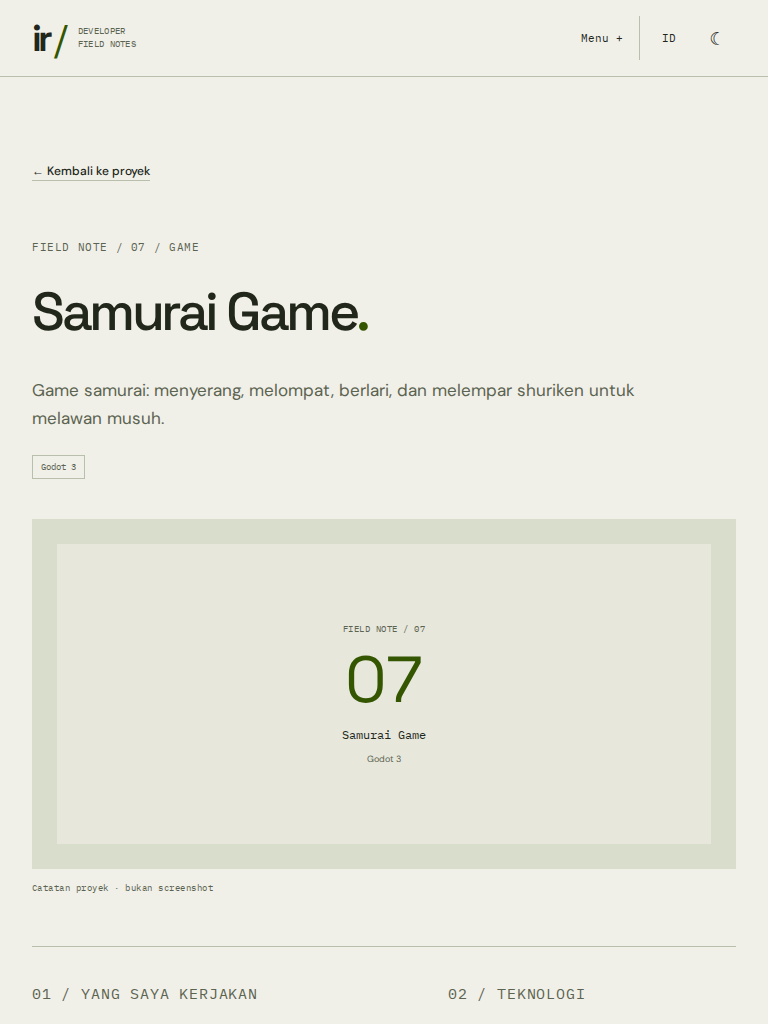 ir/
DEVELOPER
FIELD NOTES
Menu +
ID
← Kembali ke proyek
FIELD NOTE / 07 / GAME
Samurai Game.
Game samurai: menyerang, melompat, berlari, dan melempar shuriken untuk
melawan musuh.
Godot 3
FIELD NOTE / 07
07
Samurai Game
Godot 3
Catatan proyek · bukan screenshot
01 / YANG SAYA KERJAKAN
02 / TEKNOLOGI